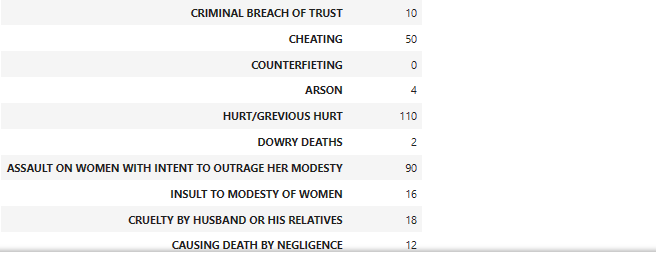 CRIMINAL BREACH OF TRUST 10
CHEATING 50
COUNTERFIETING 0
ARSON 4
HURT/GREVIOUS HURT 110
DOWRY DEATHS 2
ASSAULT ON WOMEN WITH INTENT TO OUTRAGE HER MODESTY 90
INSULT TO MODESTY OF WOMEN 16
CRUELTY BY HUSBAND OR HIS RELATIVES 18
CAUSING DEATH BY NEGLIGENCE 12